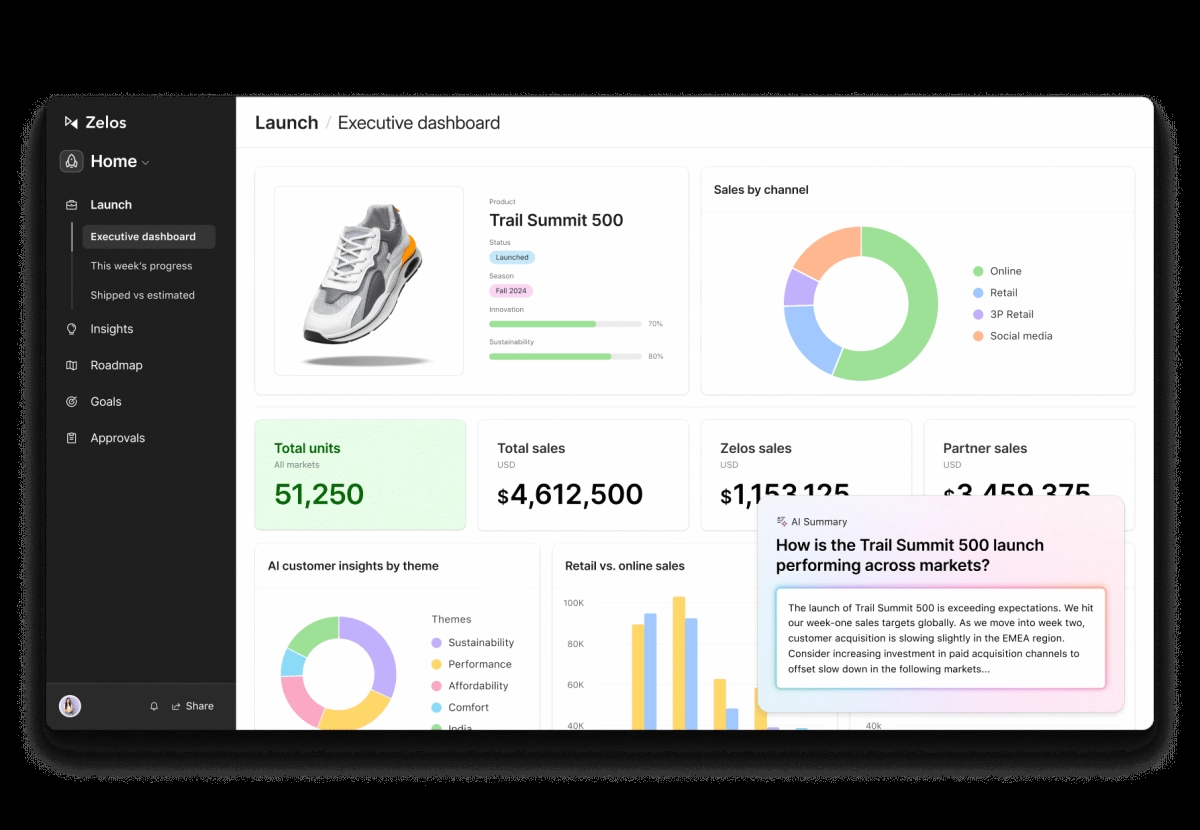 Zelos
Home
Launch
Executive dashboard
This week's progress
Shipped vs estimated
Insights
Roadmap
Goals
Approvals
Share
Launch / Executive dashboard
Product
Trail Summit 500
Status
Launched
Season
Fall 2024
Innovation
70%
Sustainability
80%
Sales by channel
Online
Retail
3P Retail
Social media
Total units
All markets
51,250
Total sales
USD
$4,612,500
Zelos sales
USD
$1,153,125
Partner sales
USD
$3,459,375
AI customer insights by theme
Themes
Sustainability
Performance
Affordability
Comfort
India
Retail vs. online sales
100K
80K
60K
40K
40k
AI Summary
How is the Trail Summit 500 launch
performing across markets?
The launch of Trail Summit 500 is exceeding expectations. We hit
our week-one sales targets globally. As we move into week two,
customer acquisition is slowing slightly in the EMEA region.
Consider increasing investment in paid acquisition channels to
offset slow down in the following markets...